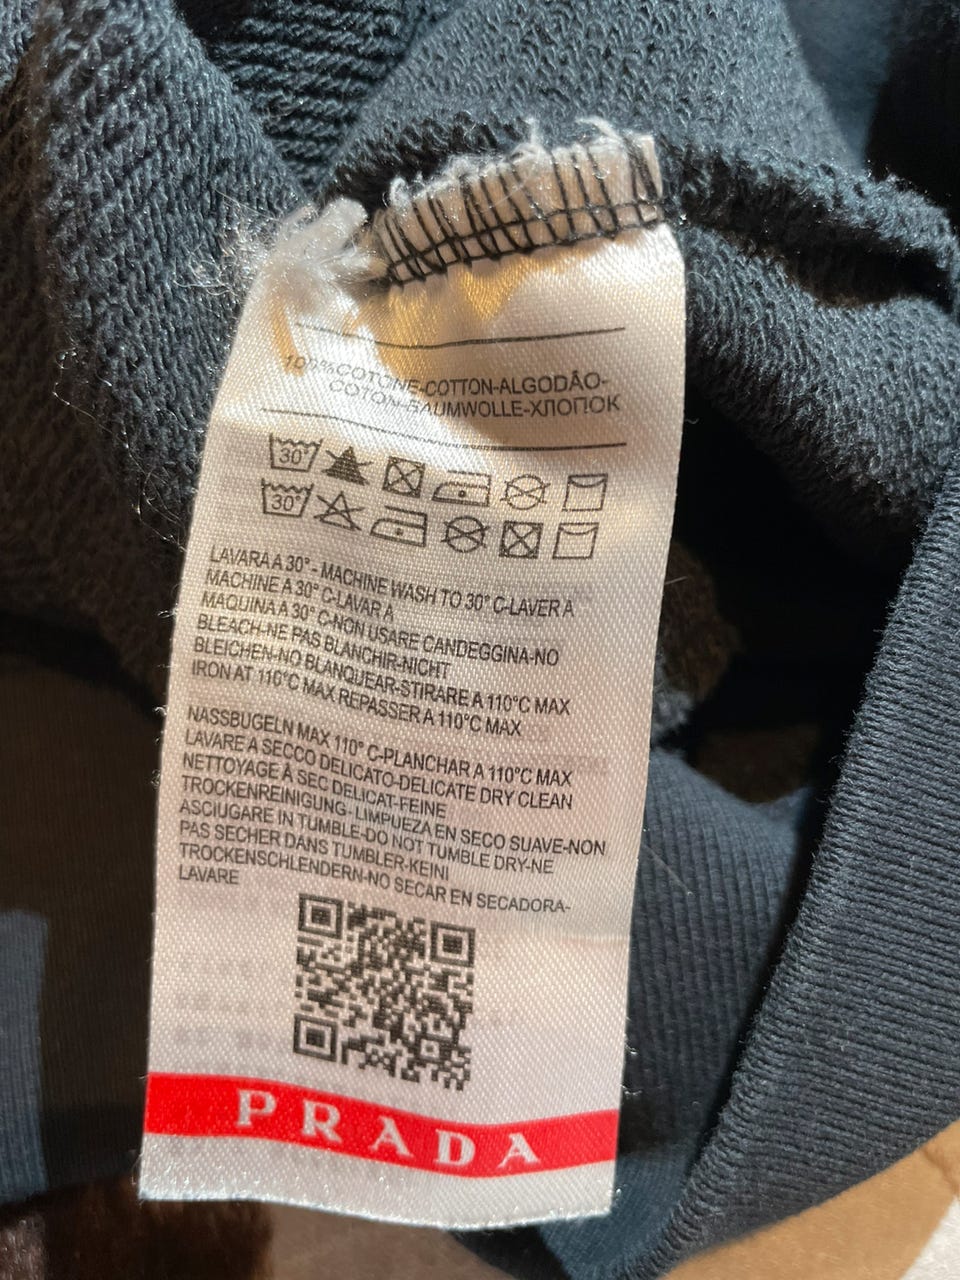 100%COTONE-COTTON-ALGODÃO-
COTON-BAUMWOLLE-ХЛОПОК
30°
30°
LAVARA A 30° - MACHINE WASH TO 30° C-LAVER A
MACHINE A 30° C-LAVAR A
MAQUINA A 30° C-NON USARE CANDEGGINA-NO
BLEACH-NE PAS BLANCHIR-NICHT
BLEICHEN-NO BLANQUEAR-STIRARE A 110°C MAX
IRON AT 110°C MAX REPASSER A 110°C MAX
NASSBUGELN MAX 110° C-PLANCHAR A 110°C MAX
LAVARE A SECCO DELICATO-DELICATE DRY CLEAN
NETTOYAGE À SEC DELICAT-FEINE
TROCKENREINIGUNG- LIMPUEZA EN SECO SUAVE-NON
ASCIUGARE IN TUMBLE-DO NOT TUMBLE DRY-NE
PAS SECHER DANS TUMBLER-KEINI
TROCKENSCHLENDERN-NO SECAR EN SECADORA-
LAVARE
PRADA